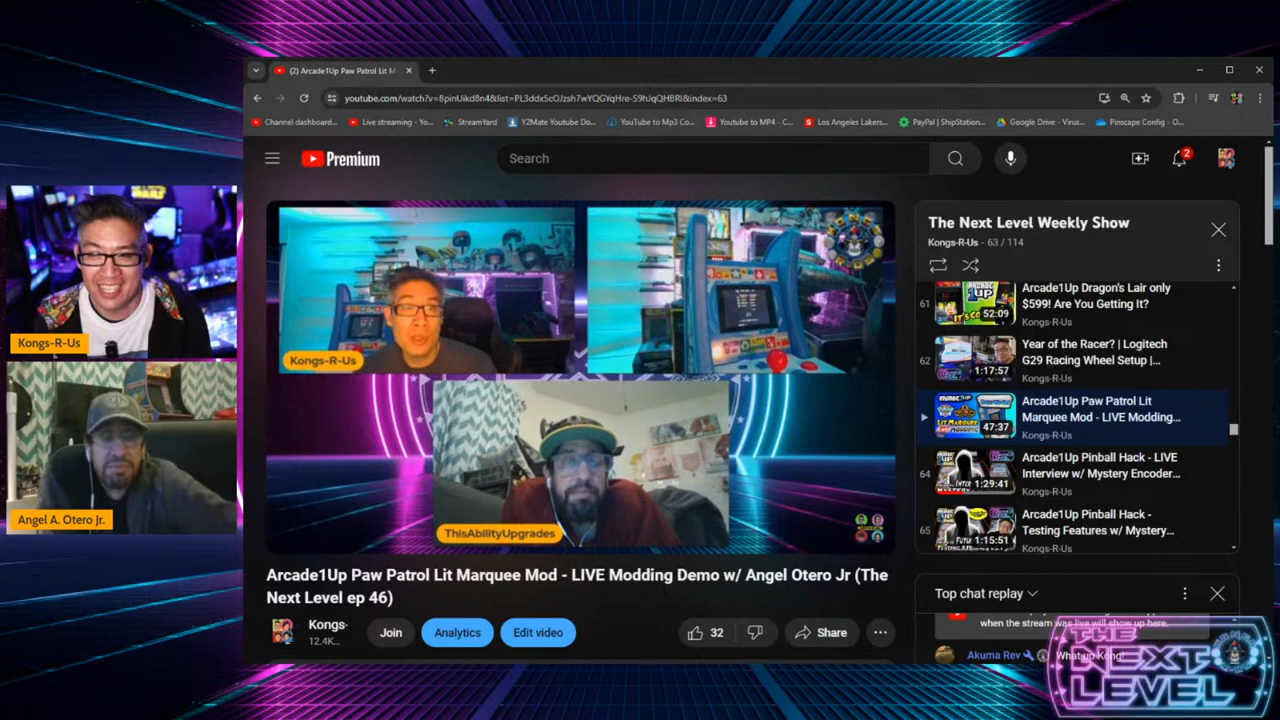 (2) Arcade1Up Paw Patrol Lit M
youtube.com/watch?v=8pinUikd8n4&list=PL3ddx5cOJzsh7wYQGYqHre-S9hJqQHBRI&index=63
Channel dashboard...
Live streaming - Yo...
StreamYard
Y2Mate Youtube Do...
YouTube to Mp3 Co...
Youtube to MP4 - C...
Los Angeles Lakers...
PayPal | ShipStation...
Google Drive - Virus...
Pinscape Config - O...
Premium
Search
2
Kongs-R-Us
Angel A. Otero Jr.
Kongs-R-Us
ThisAbilityUpgrades
Arcade1Up Paw Patrol Lit Marquee Mod - LIVE Modding Demo w/ Angel Otero Jr (The
Next Level ep 46)
Kongs-
12.4K...
Join
Analytics
Edit video
32
Share
The Next Level Weekly Show
Kongs-R-Us - 63 / 114
61
52:09
Arcade1Up Dragon's Lair only
$599! Are You Getting It?
Kongs-R-Us
62
1:17:57
Year of the Racer? | Logitech
G29 Racing Wheel Setup |...
Kongs-R-Us
47:37
Arcade1Up Paw Patrol Lit
Marquee Mod - LIVE Modding...
Kongs-R-Us
64
1:29:41
Arcade1Up Pinball Hack - LIVE
Interview w/ Mystery Encoder...
Kongs-R-Us
65
1:15:51
Arcade1Up Pinball Hack -
Testing Features w/ Mystery...
Kongs-R-Us
Top chat replay
when the stream was live will show up here.
Akuma Rev
What up Kong!
THE
NEXT
LEVEL